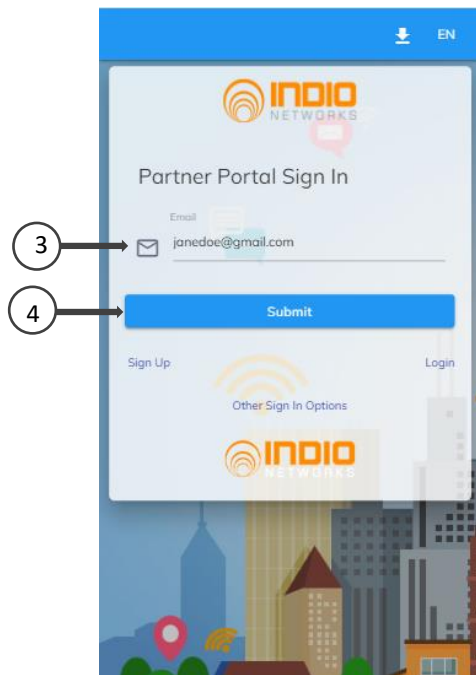 EN
INDIO
NETWORKS
Partner Portal Sign In
Email
3
janedoe@gmail.com
4
Submit
Sign Up
Login
Other Sign In Options
INDIO
NETWORKS